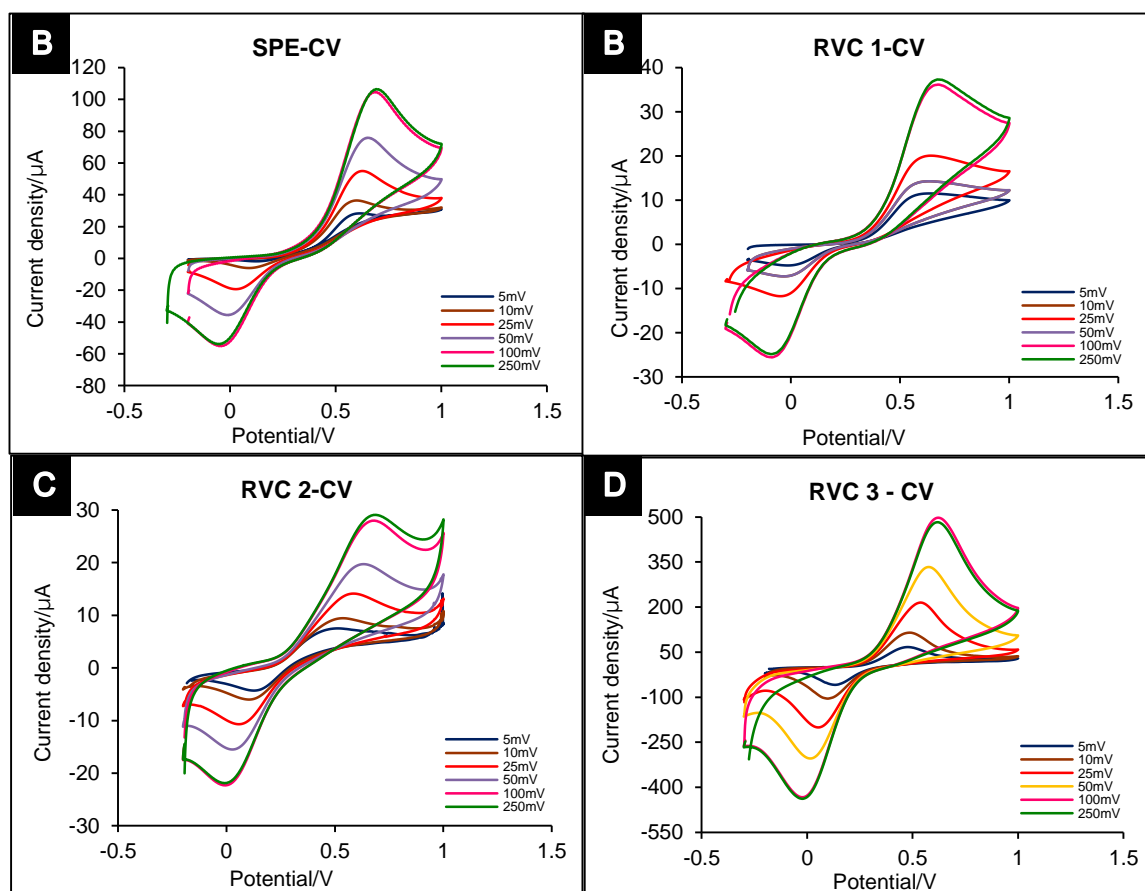 B
SPE-CV
Current density/µA
120
100
80
60
40
20
0
-20
-40
-60
-80
-0.5
0
0.5
1
1.5
Potential/V
5mV
10mV
25mV
50mV
100mV
250mV
B
RVC 1-CV
Current density/µA
40
30
20
10
0
-10
-20
-30
-0.5
0
0.5
1
1.5
Potential/V
5mV
10mV
25mV
50mV
100mV
250mV
C
RVC 2-CV
Current density/µA
30
20
10
0
-10
-20
-30
-0.5
0
0.5
1
1.5
Potential/V
5mV
10mV
25mV
50mV
100mV
250mV
D
RVC 3 - CV
Current density/µA
500
350
200
50
-100
-250
-400
-550
-0.5
0
0.5
1
1.5
Potential/V
5mV
10mV
25mV
50mV
100mV
250mV